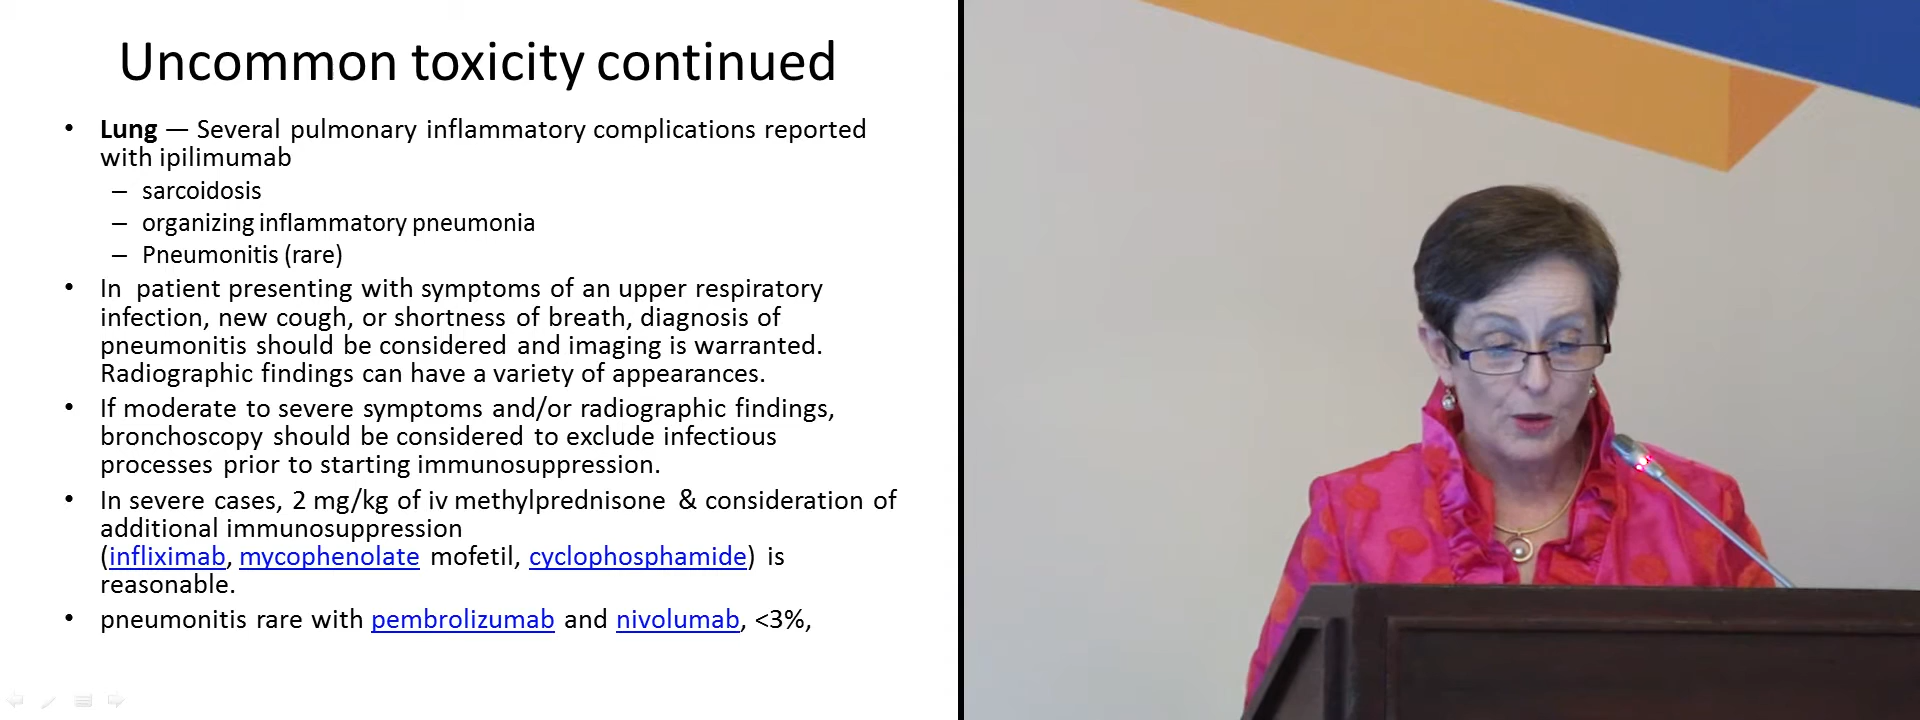 Uncommon toxicity continued
• Lung — Several pulmonary inflammatory complications reported
with ipilimumab
– sarcoidosis
– organizing inflammatory pneumonia
– Pneumonitis (rare)
• In patient presenting with symptoms of an upper respiratory
infection, new cough, or shortness of breath, diagnosis of
pneumonitis should be considered and imaging is warranted.
Radiographic findings can have a variety of appearances.
• If moderate to severe symptoms and/or radiographic findings,
bronchoscopy should be considered to exclude infectious
processes prior to starting immunosuppression.
• In severe cases, 2 mg/kg of iv methylprednisone & consideration of
additional immunosuppression
(infliximab, mycophenolate mofetil, cyclophosphamide) is
reasonable.
• pneumonitis rare with pembrolizumab and nivolumab, <3%,